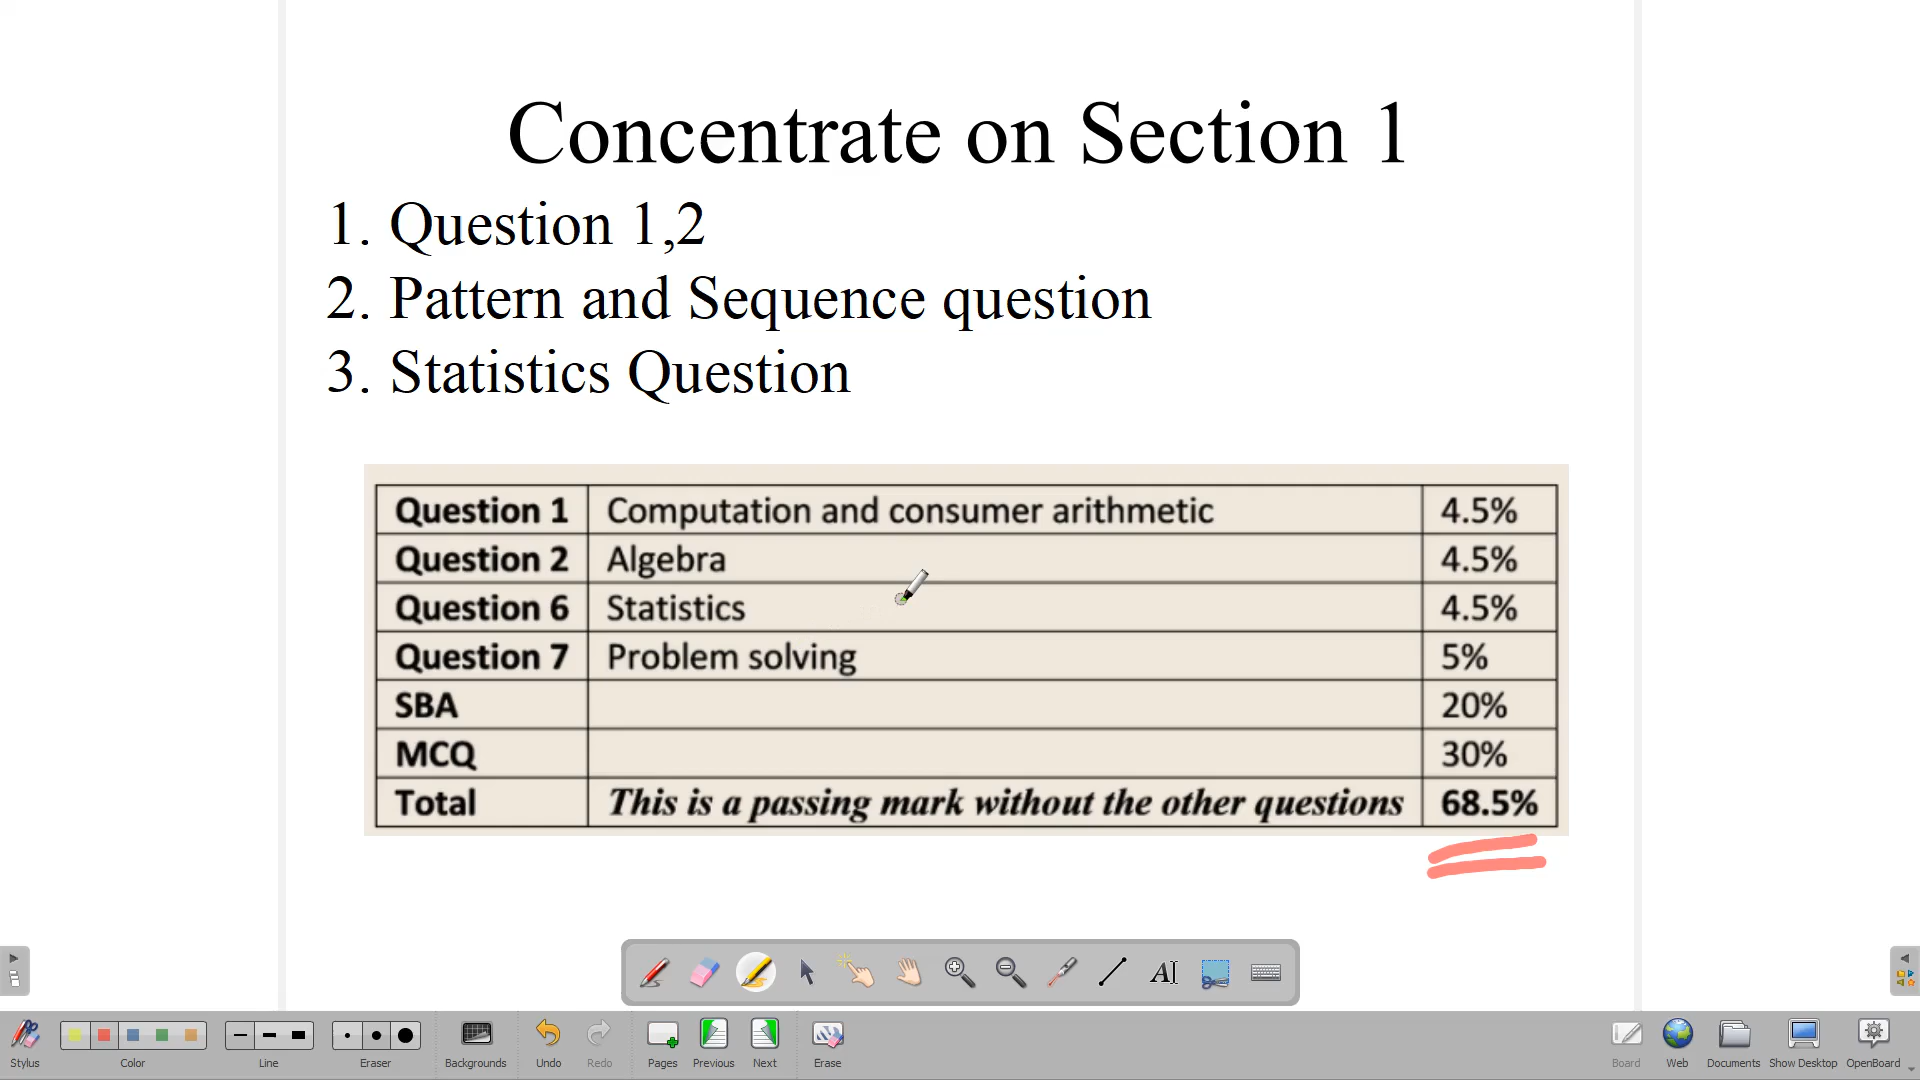 Concentrate on Section 1
1. Question 1,2
2. Pattern and Sequence question
3. Statistics Question
Question 1 Computation and consumer arithmetic 4.5%
Question 2 Algebra 4.5%
Question 6 Statistics 4.5%
Question 7 Problem solving 5%
SBA 20%
MCQ 30%
Total This is a passing mark without the other questions 68.5%
Stylus Color Line Eraser Backgrounds Undo Redo Pages Previous Next Erase Board Web Documents Show Desktop OpenBoard